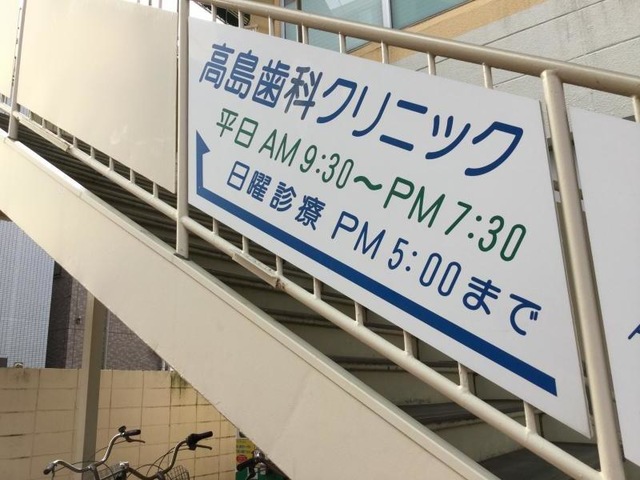 高島歯科クリニック
平日 AM 9:30～PM 7:30
日曜診療 PM 5:00まで